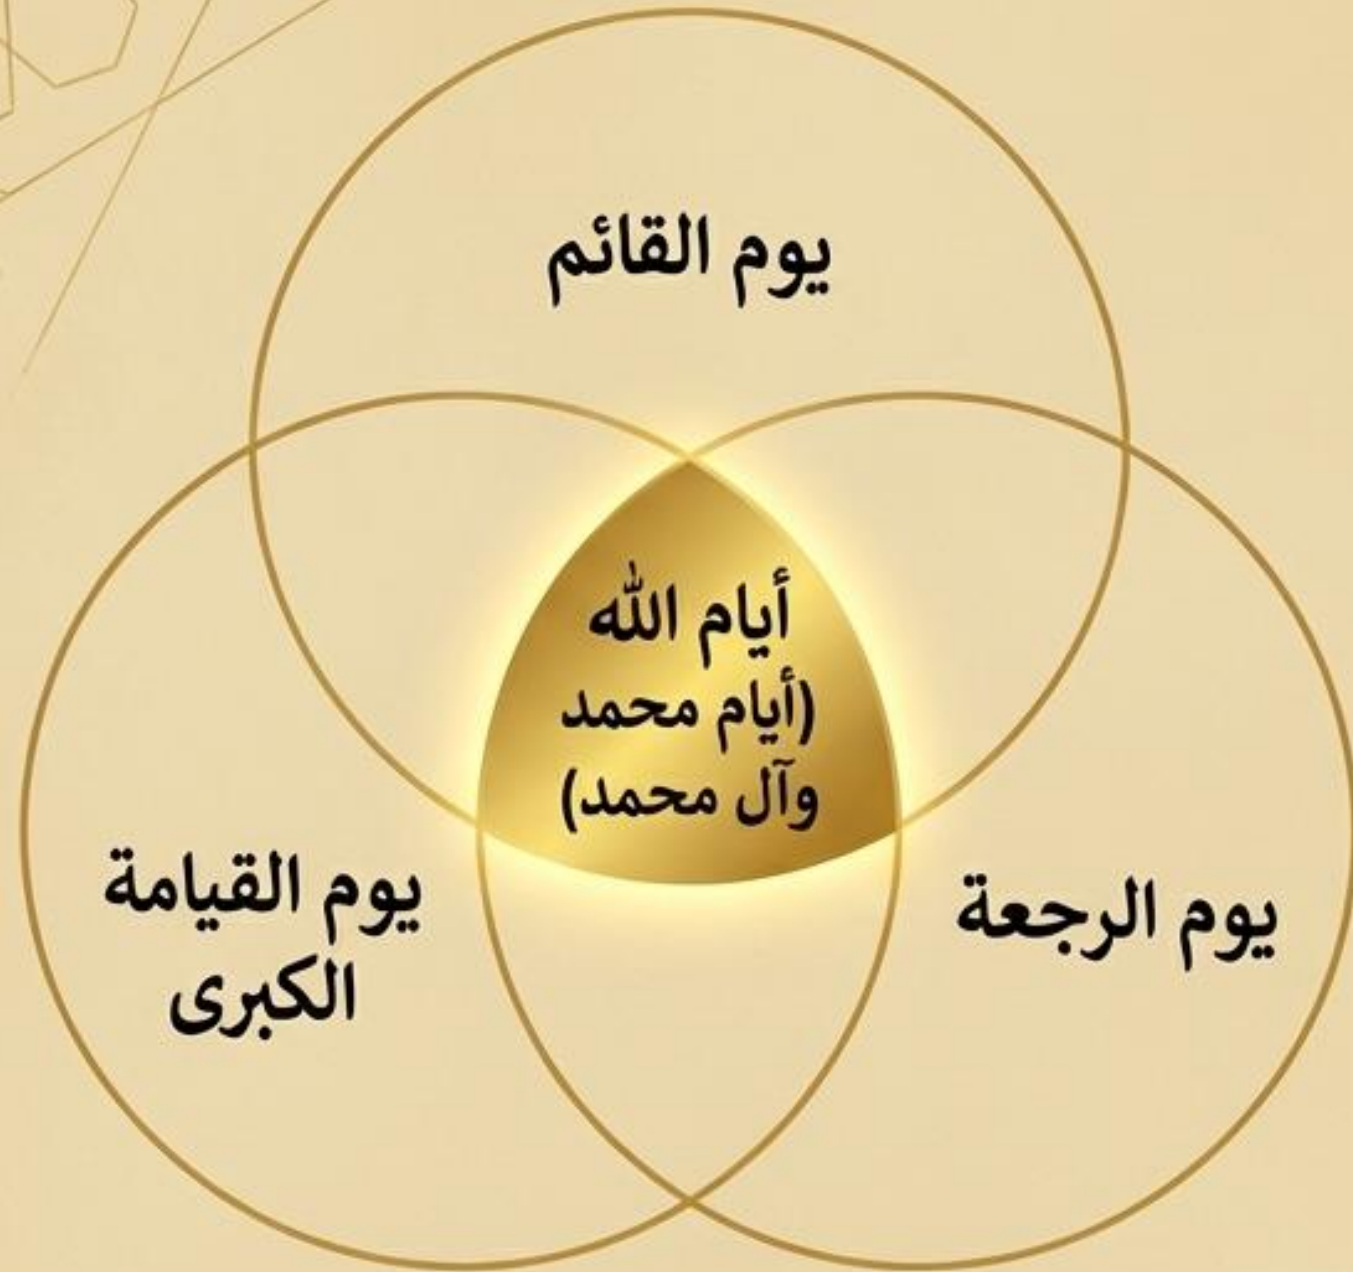 يوم القائم
أيام الله
(أيام محمد
وآل محمد)
يوم الرجعة
يوم القيامة
الكبرى